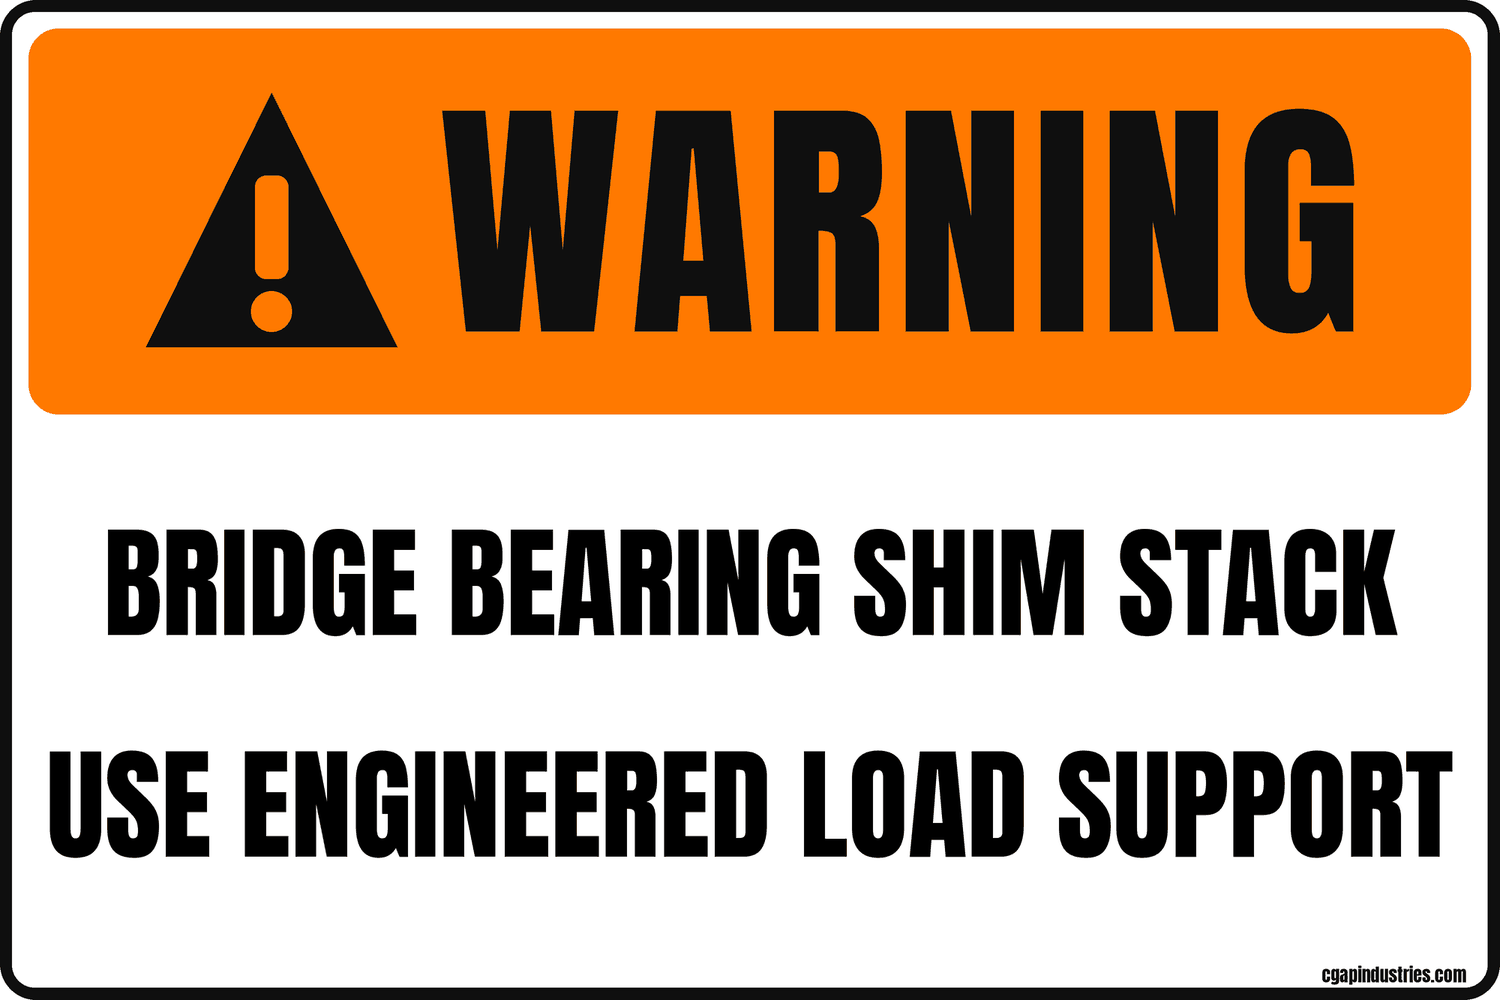 WARNING
BRIDGE BEARING SHIM STACK
USE ENGINEERED LOAD SUPPORT
cgapindustries.com